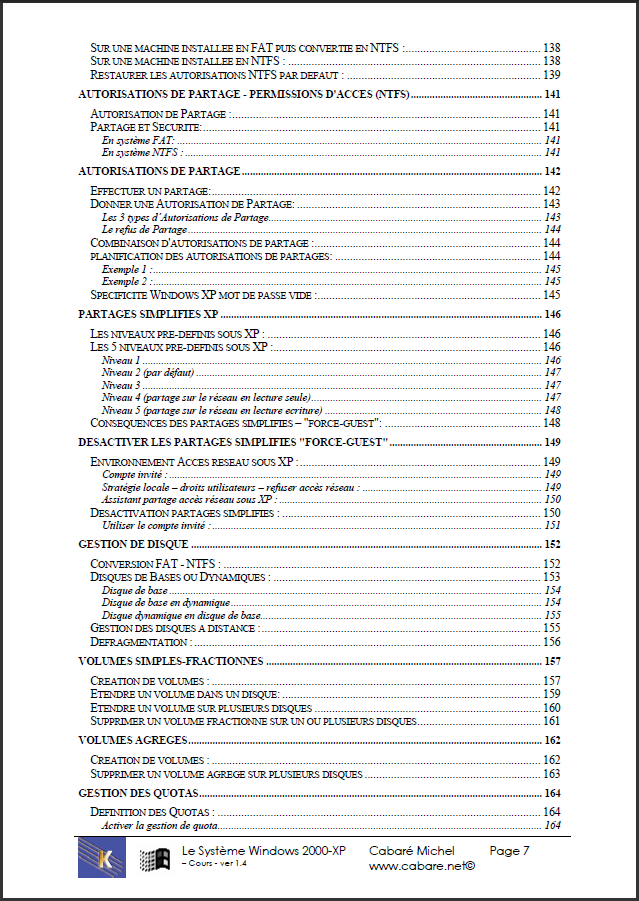 SUR UNE MACHINE INSTALLEE EN FAT PUIS CONVERTIE EN NTFS : 138
SUR UNE MACHINE INSTALLEE EN NTFS : 138
RESTAURER LES AUTORISATIONS NTFS PAR DEFAUT : 139
AUTORISATIONS DE PARTAGE - PERMISSIONS D'ACCES (NTFS) 141
AUTORISATION DE PARTAGE : 141
PARTAGE ET SECURITE: 141
En système FAT: 141
En système NTFS : 141
AUTORISATIONS DE PARTAGE 142
EFFECTUER UN PARTAGE: 142
DONNER UNE AUTORISATION DE PARTAGE: 143
Les 3 types d'Autorisations de Partage 143
Le refus de Partage 144
COMBINAISON D'AUTORISATIONS DE PARTAGE : 144
PLANIFICATION DES AUTORISATIONS DE PARTAGES: 144
Exemple 1 : 145
Exemple 2 : 145
SPECIFICITE WINDOWS XP MOT DE PASSE VIDE : 145
PARTAGES SIMPLIFIES XP 146
LES NIVEAUX PRE-DEFINIS SOUS XP : 146
LES 5 NIVEAUX PRE-DEFINIS SOUS XP : 146
Niveau 1 146
Niveau 2 (par défaut) 147
Niveau 3 147
Niveau 4 (partage sur le réseau en lecture seule) 147
Niveau 5 (partage sur le réseau en lecture ecriture) 148
CONSEQUENCES DES PARTAGES SIMPLIFIES – "FORCE-GUEST": 148
DESACTIVER LES PARTAGES SIMPLIFIES "FORCE-GUEST" 149
ENVIRONNEMENT ACCES RESEAU SOUS XP : 149
Compte invité : 149
Stratégie locale – droits utilisateurs – refuser accès réseau : 149
Assistant partage accès réseau sous XP : 150
DESACTIVATION PARTAGES SIMPLIFIES : 150
Utiliser le compte invité : 151
GESTION DE DISQUE 152
CONVERSION FAT - NTFS : 152
DISQUES DE BASES OU DYNAMIQUES : 153
Disque de base 154
Disque de base en dynamique 154
Disque dynamique en disque de base 155
GESTION DES DISQUES A DISTANCE : 155
DEFRAGMENTATION : 156
VOLUMES SIMPLES-FRACTIONNES 157
CREATION DE VOLUMES : 157
ETENDRE UN VOLUME DANS UN DISQUE: 159
ETENDRE UN VOLUME SUR PLUSIEURS DISQUES 160
SUPPRIMER UN VOLUME FRACTIONNE SUR UN OU PLUSIEURS DISQUES 161
VOLUMES AGREGES 162
CREATION DE VOLUMES : 162
SUPPRIMER UN VOLUME AGREGE SUR PLUSIEURS DISQUES 163
GESTION DES QUOTAS 164
DEFINITION DES QUOTAS : 164
Activer la gestion de quota 164
K
Le Système Windows 2000-XP Cabaré Michel Page 7
– Cours - ver 1.4 www.cabare.net©